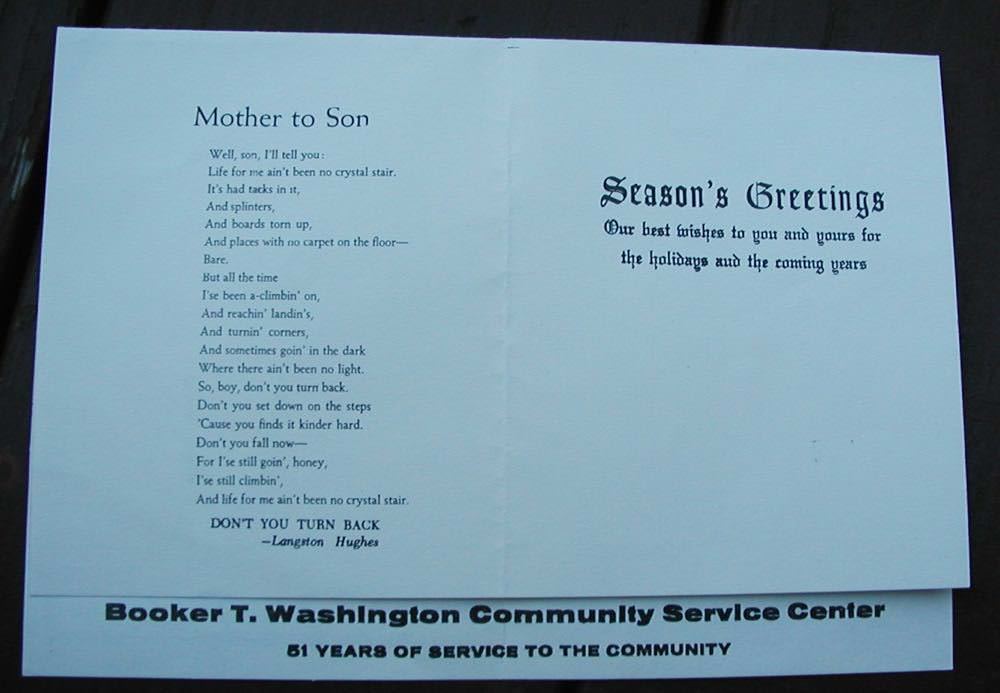 Mother to Son
Well, son, I'll tell you:
Life for me ain't been no crystal stair.
It's had tacks in it,
And splinters,
And boards torn up,
And places with no carpet on the floor—
Bare.
But all the time
I'se been a-climbin' on,
And reachin' landin's,
And turnin' corners,
And sometimes goin' in the dark
Where there ain't been no light.
So, boy, don't you turn back.
Don't you set down on the steps
'Cause you finds it kinder hard.
Don't you fall now—
For I'se still goin', honey,
I'se still climbin',
And life for me ain't been no crystal stair.
DON'T YOU TURN BACK
—Langston Hughes
Season's Greetings
Our best wishes to you and yours for
the holidays and the coming years
Booker T. Washington Community Service Center
51 YEARS OF SERVICE TO THE COMMUNITY